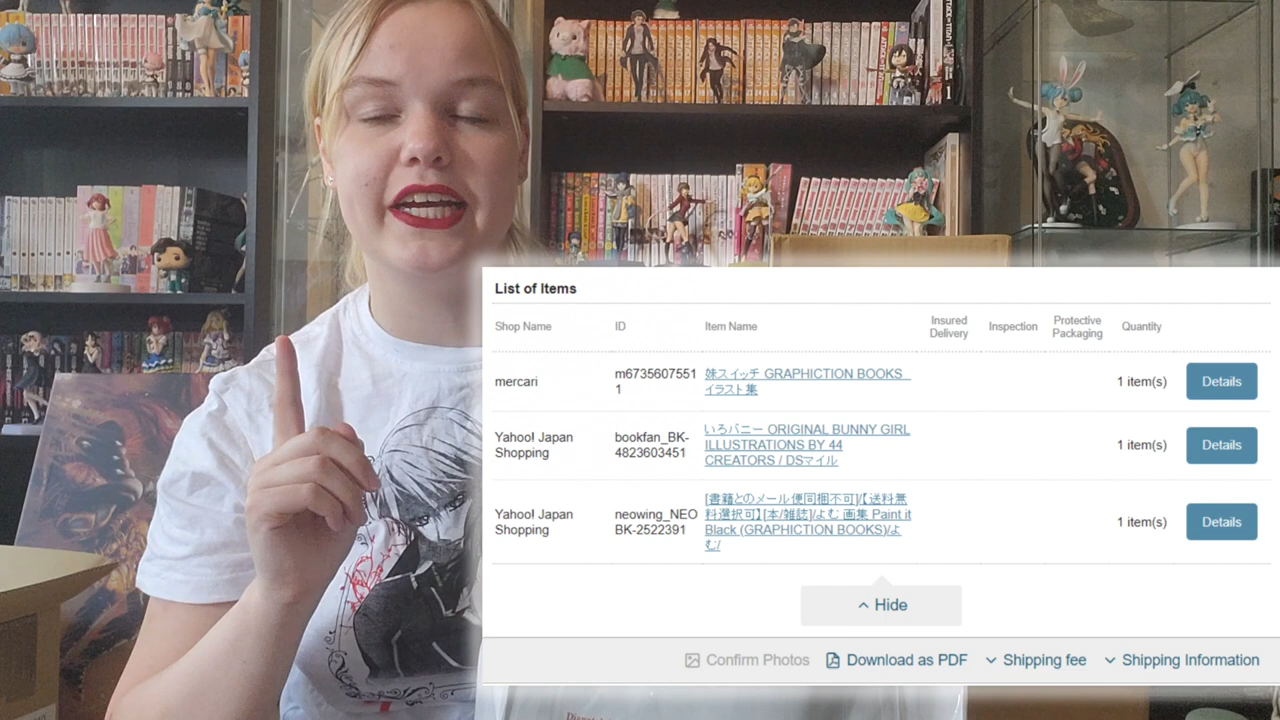 List of Items
Shop Name
ID
Item Name
Insured
Delivery
Inspection
Protective
Packaging
Quantity
mercari
m6735607551
1
妹スイッチ GRAPHICTION BOOKS
イラスト集
1 item(s)
Details
Yahoo! Japan
Shopping
bookfan_BK-
4823603451
いろバニー ORIGINAL BUNNY GIRL
ILLUSTRATIONS BY 44
CREATORS / DSマイル
1 item(s)
Details
Yahoo! Japan
Shopping
neowing_NEO
BK-2522391
[書籍とのメール便同梱不可]/【送料無
料選択可】[本/雑誌]/よむ 画集 Paint it
Black (GRAPHICTION BOOKS)/よ
む/
1 item(s)
Details
Hide
Confirm Photos
Download as PDF
Shipping fee
Shipping Information